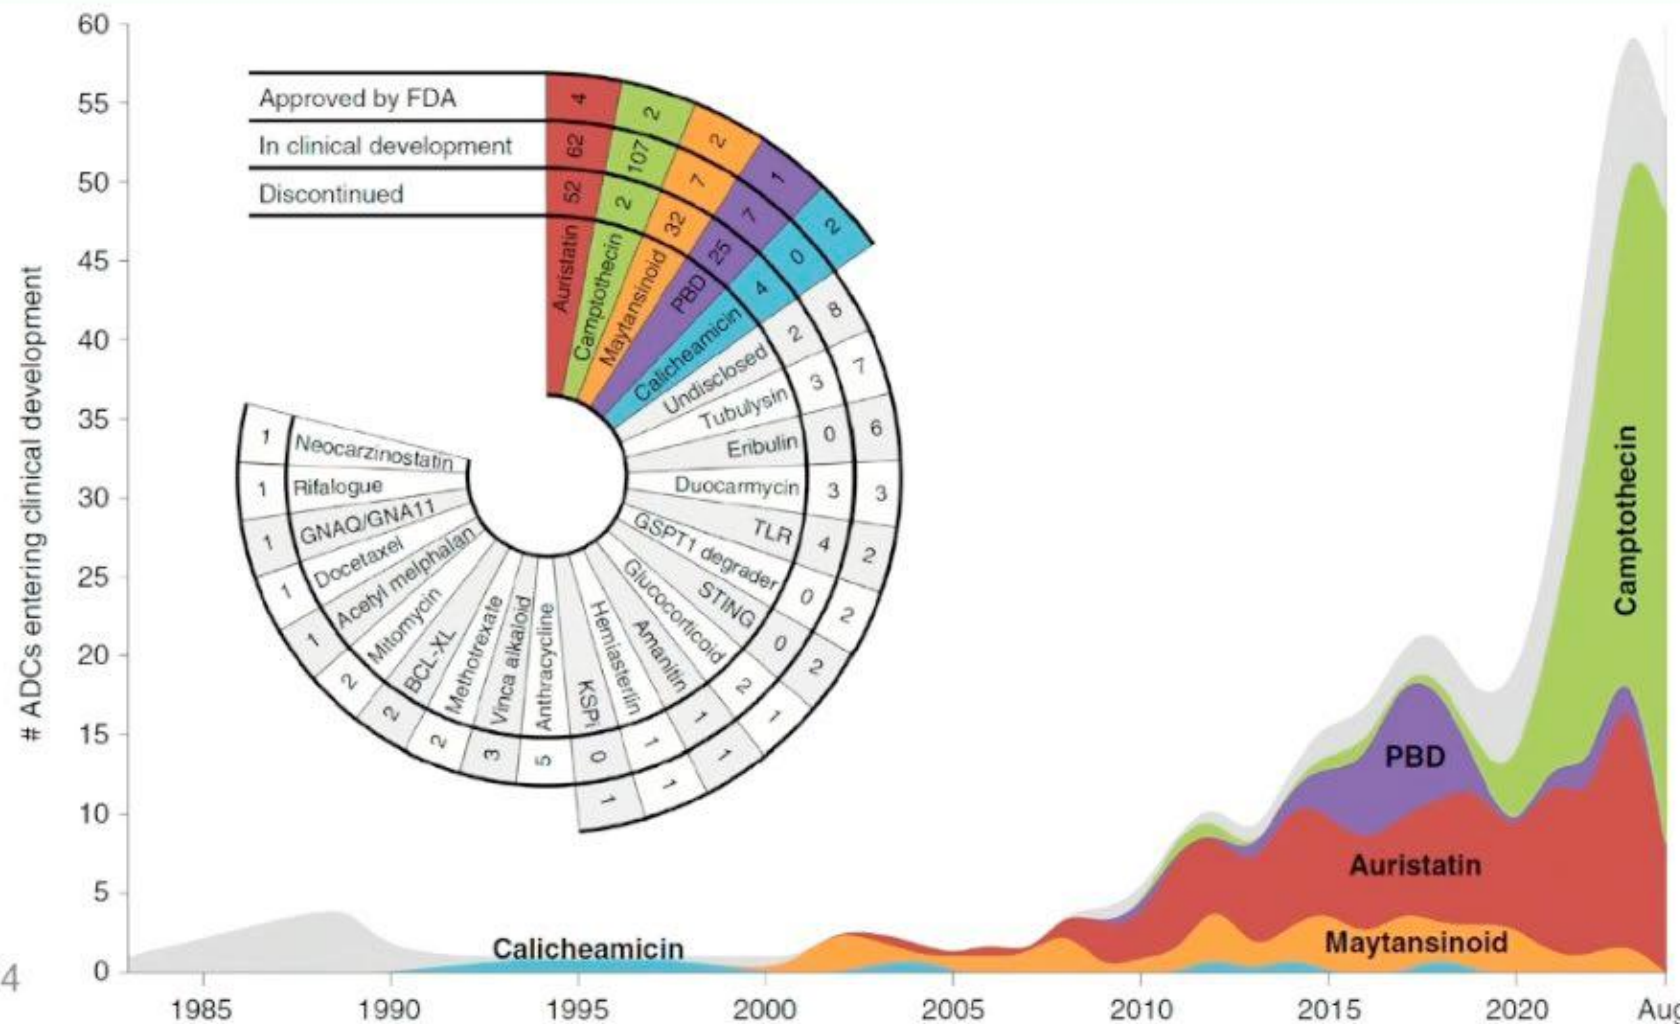 60
55
50
45
40
35
30
25
20
15
10
5
0
# ADCs entering clinical development
Approved by FDA
In clinical development
Discontinued
4
62
52
Auristatin
2
107
2
Camptothecin
2
7
32
Maytansinoid
1
7
25
PBD
2
0
4
Calicheamicin
8
2
Undisclosed
7
3
Tubulysin
6
0
Eribulin
3
3
Duocarmycin
2
4
TLR
2
0
GSPT1 degrader
2
0
STING
1
2
Glucocorticoid
1
1
Amanitin
1
1
Hemiasterlin
1
0
KSPi
5
Anthracycline
3
Vinca alkaloid
2
Methotrexate
2
BCL-XL
2
Mitomycin
1
Acetyl melphalan
1
Docetaxel
1
GNAQ/GNA11
1
Rifalogue
1
Neocarzinostatin
Camptothecin
PBD
Auristatin
Maytansinoid
Calicheamicin
4
1985
1990
1995
2000
2005
2010
2015
2020
Aug